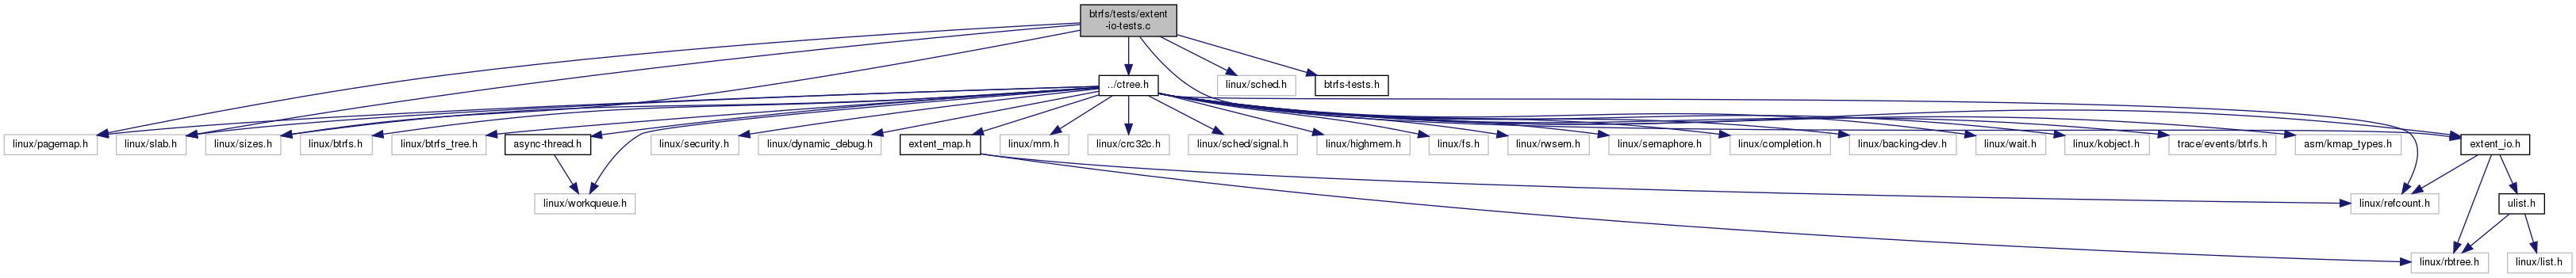 btrfs/tests/extent
-io-tests.c
../ctree.h
linux/sched.h
btrfs-tests.h
linux/pagemap.h
linux/slab.h
linux/sizes.h
linux/btrfs.h
linux/btrfs_tree.h
async-thread.h
linux/security.h
linux/dynamic_debug.h
extent_map.h
linux/mm.h
linux/crc32c.h
linux/sched/signal.h
linux/highmem.h
linux/fs.h
linux/rwsem.h
linux/semaphore.h
linux/completion.h
linux/backing-dev.h
linux/wait.h
linux/kobject.h
trace/events/btrfs.h
asm/kmap_types.h
extent_io.h
linux/workqueue.h
linux/refcount.h
ulist.h
linux/rbtree.h
linux/list.h